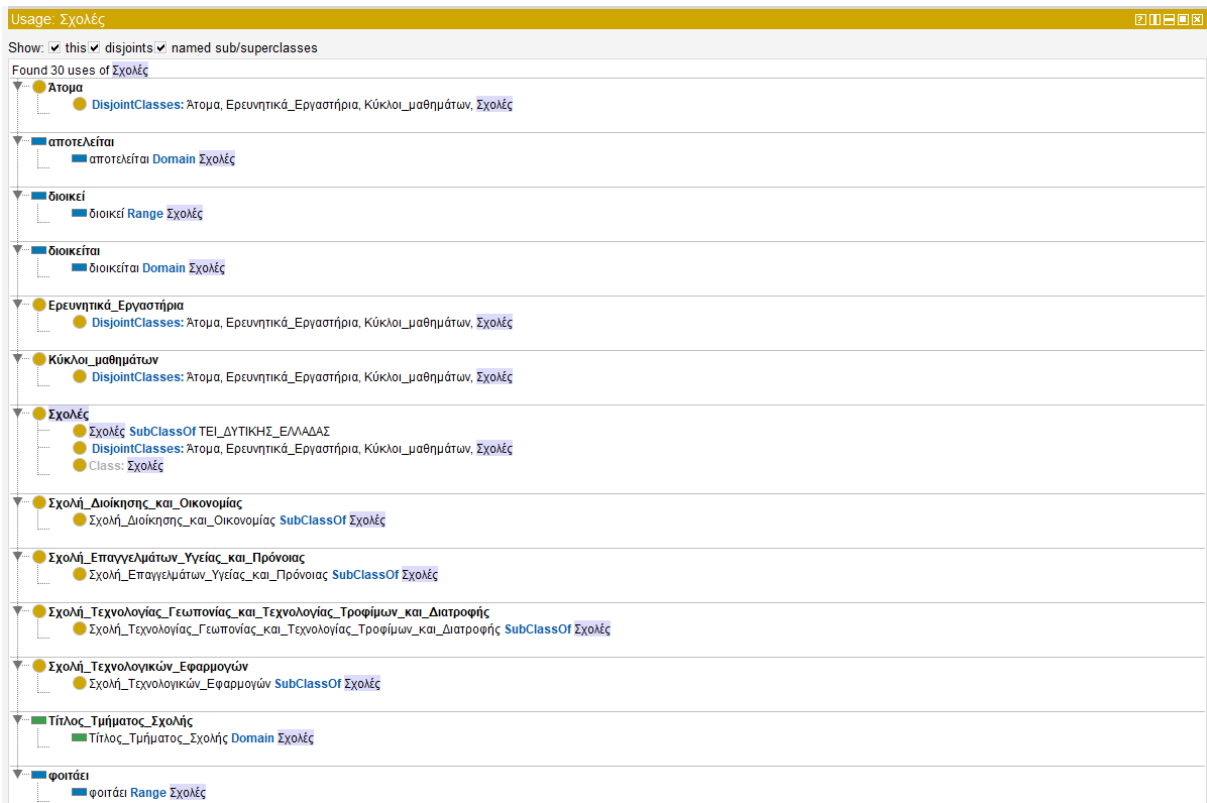 Usage: Σχολές
Show: this disjoints named sub/superclasses
Found 30 uses of Σχολές
Άτομα
DisjointClasses: Άτομα, Ερευνητικά_Εργαστήρια, Κύκλοι_μαθημάτων, Σχολές
αποτελείται
αποτελείται Domain Σχολές
διοικεί
διοικεί Range Σχολές
διοικείται
διοικείται Domain Σχολές
Ερευνητικά_Εργαστήρια
DisjointClasses: Άτομα, Ερευνητικά_Εργαστήρια, Κύκλοι_μαθημάτων, Σχολές
Κύκλοι_μαθημάτων
DisjointClasses: Άτομα, Ερευνητικά_Εργαστήρια, Κύκλοι_μαθημάτων, Σχολές
Σχολές
Σχολές SubClassOf ΤΕΙ_ΔΥΤΙΚΗΣ_ΕΛΛΑΔΑΣ
DisjointClasses: Άτομα, Ερευνητικά_Εργαστήρια, Κύκλοι_μαθημάτων, Σχολές
Class: Σχολές
Σχολή_Διοίκησης_και_Οικονομίας
Σχολή_Διοίκησης_και_Οικονομίας SubClassOf Σχολές
Σχολή_Επαγγελμάτων_Υγείας_και_Πρόνοιας
Σχολή_Επαγγελμάτων_Υγείας_και_Πρόνοιας SubClassOf Σχολές
Σχολή_Τεχνολογίας_Γεωπονίας_και_Τεχνολογίας_Τροφίμων_και_Διατροφής
Σχολή_Τεχνολογίας_Γεωπονίας_και_Τεχνολογίας_Τροφίμων_και_Διατροφής SubClassOf Σχολές
Σχολή_Τεχνολογικών_Εφαρμογών
Σχολή_Τεχνολογικών_Εφαρμογών SubClassOf Σχολές
Τίτλος_Τμήματος_Σχολής
Τίτλος_Τμήματος_Σχολής Domain Σχολές
φοιτάει
φοιτάει Range Σχολές